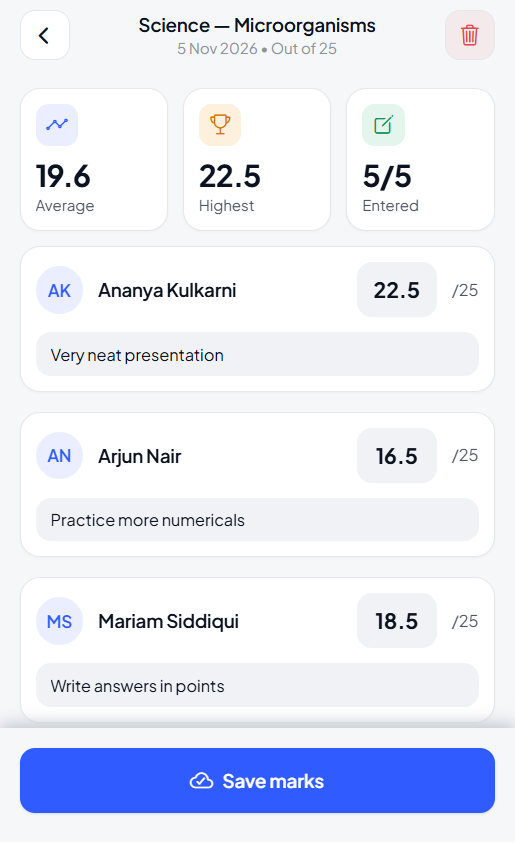 Science — Microorganisms
5 Nov 2026 • Out of 25
19.6
Average
22.5
Highest
5/5
Entered
AK
Ananya Kulkarni
22.5
/25
Very neat presentation
AN
Arjun Nair
16.5
/25
Practice more numericals
MS
Mariam Siddiqui
18.5
/25
Write answers in points
Save marks